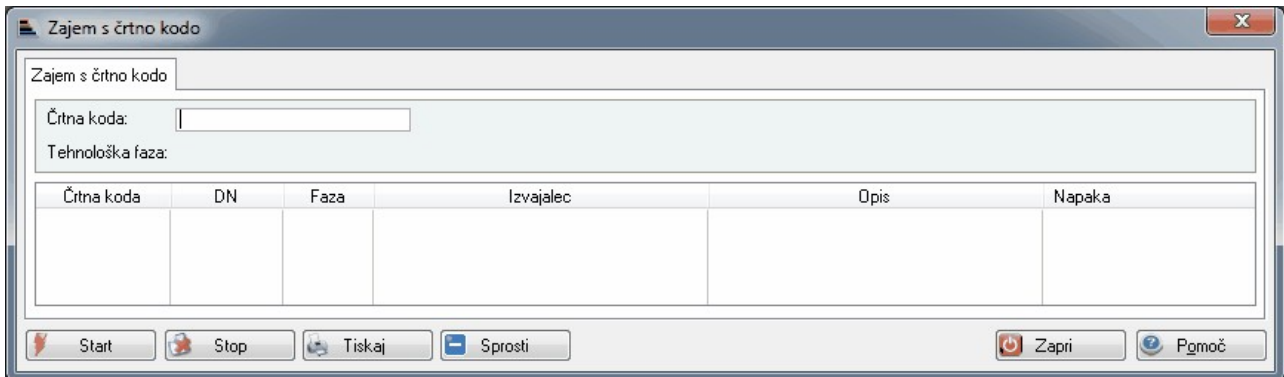 Zajem s črtno kodo
Zajem s črtno kodo
Črtna koda:
Tehnološka faza:
Črtna koda DN Faza Izvajalec Opis Napaka
Start Stop Tiskaj Sprosti Zapri Pomoč